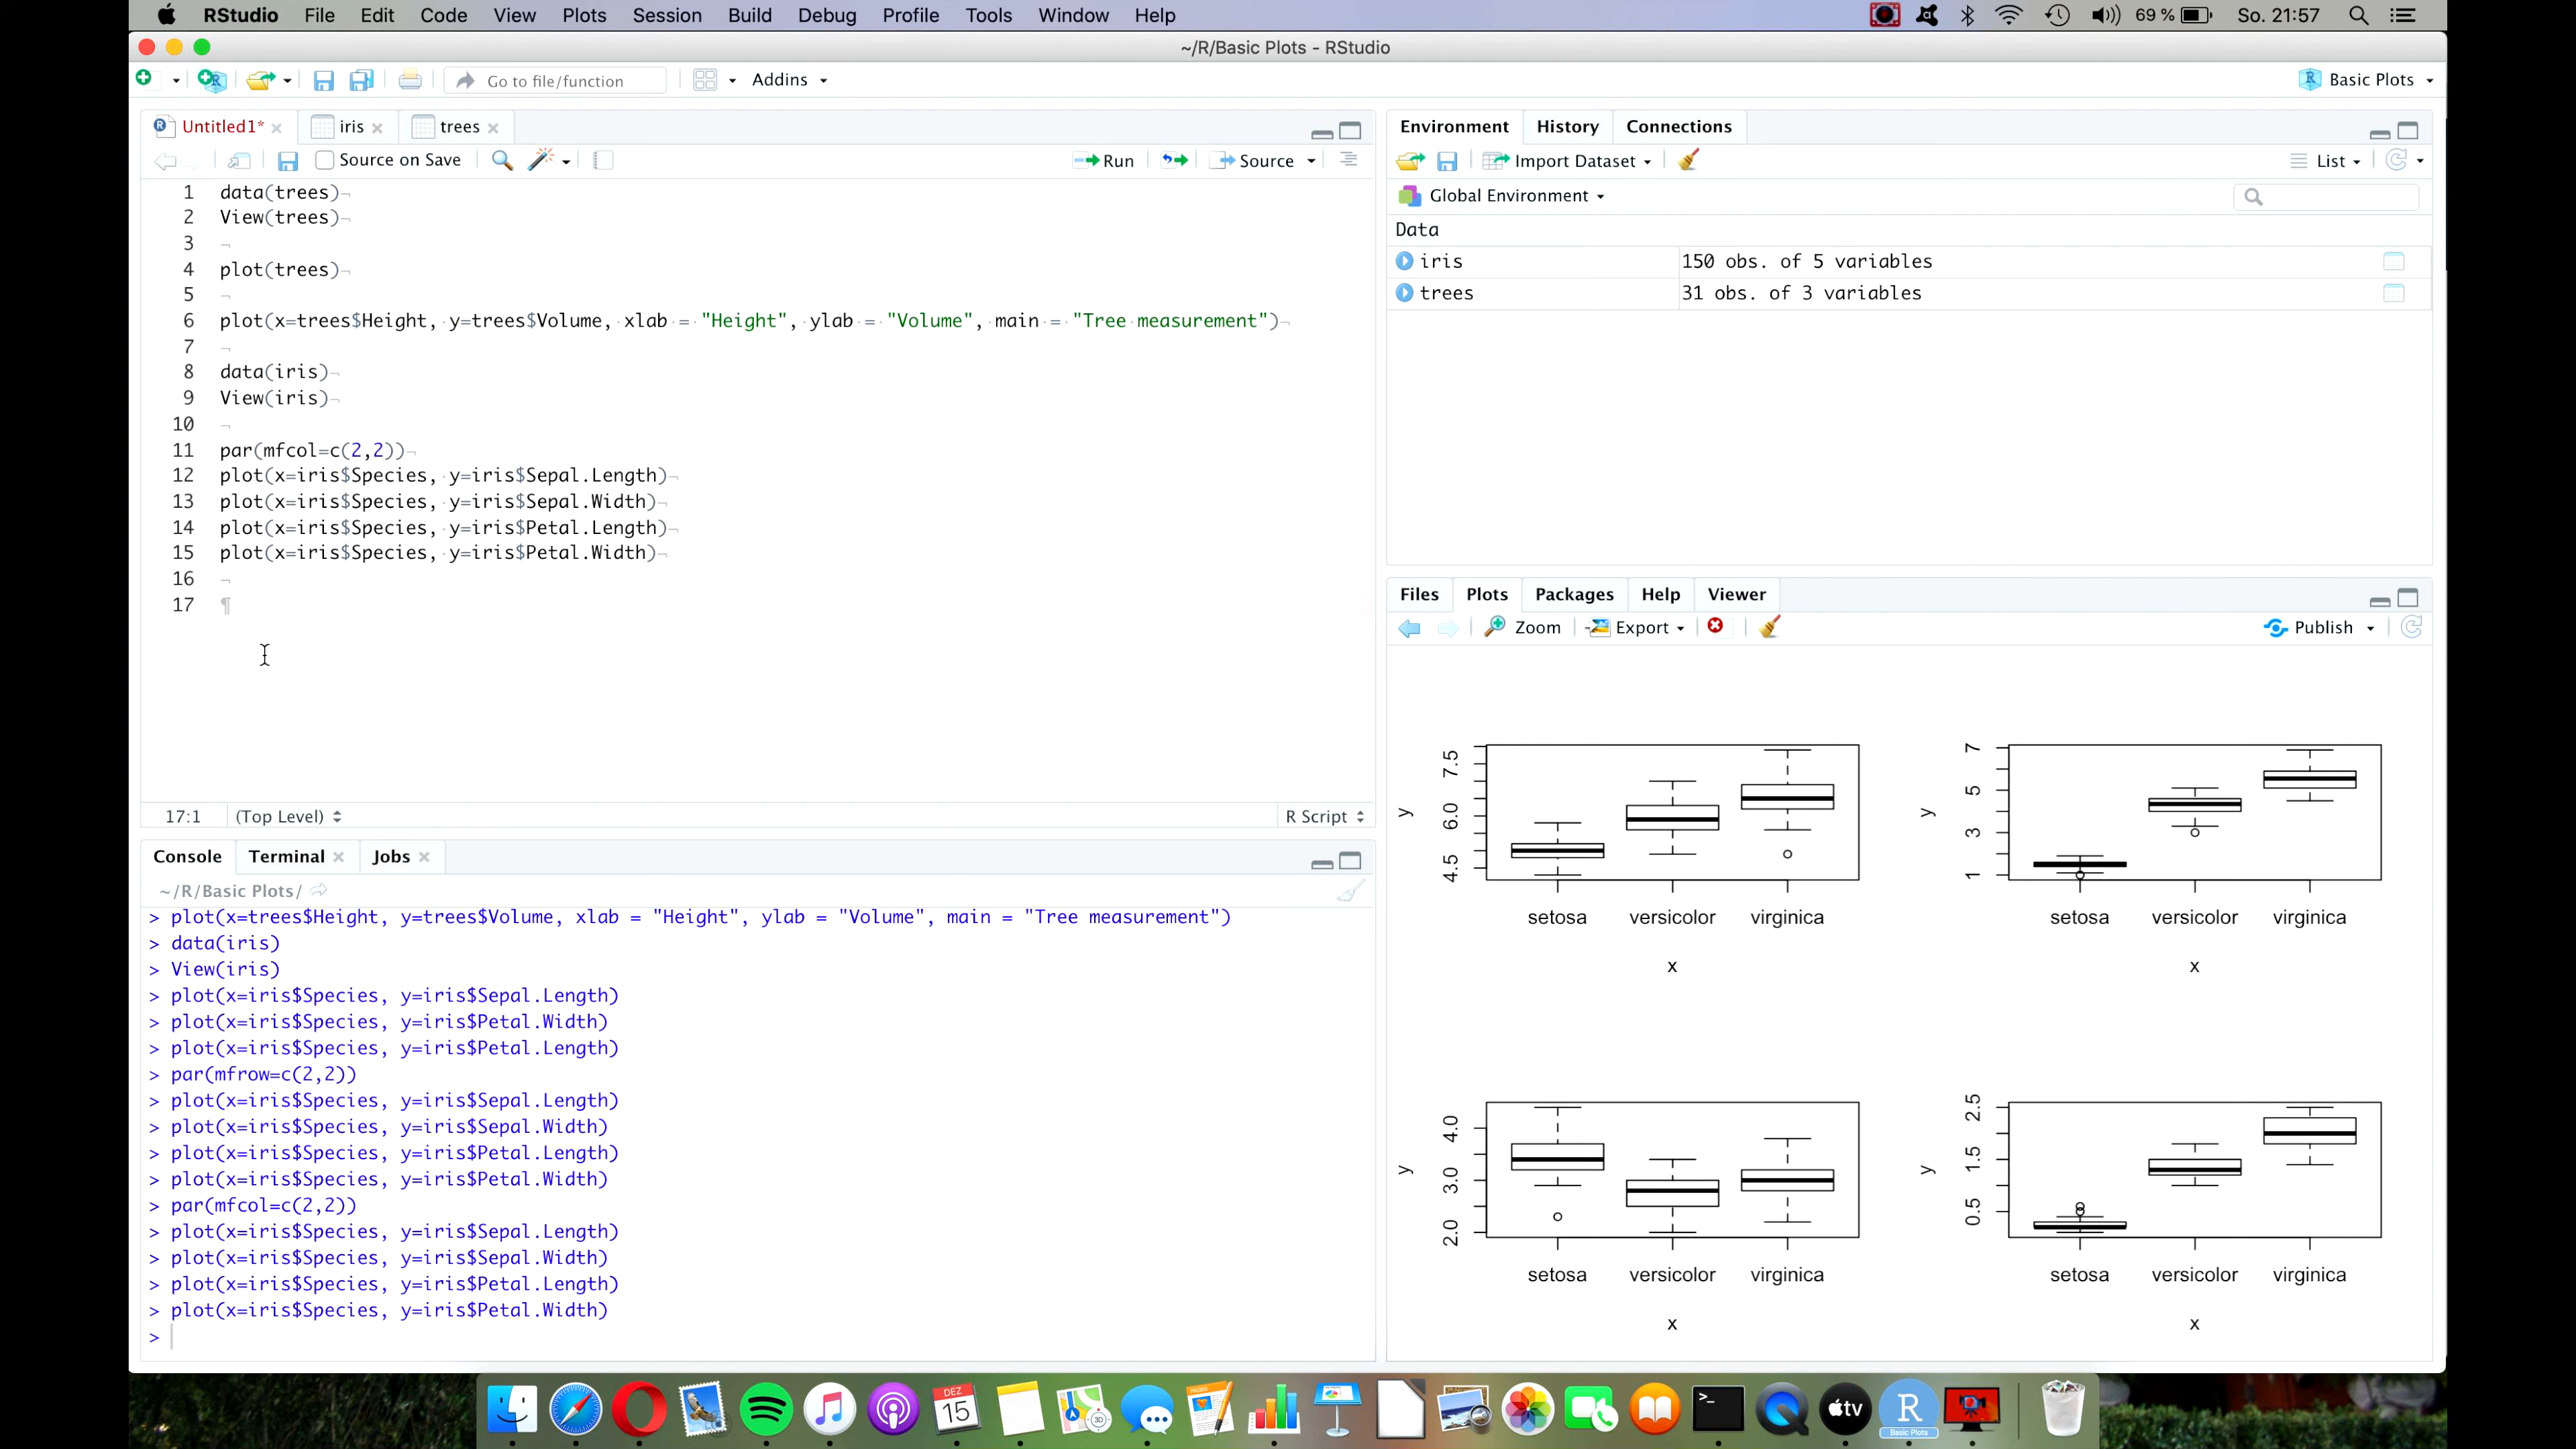 RStudio File Edit Code View Plots Session Build Debug Profile Tools Window Help 69 % So. 21:57
~/R/Basic Plots - RStudio
Go to file/function Addins Basic Plots
Untitled1* iris trees
Source on Save Run Source
1 data(trees)¬
2 View(trees)¬
3 ¬
4 plot(trees)¬
5 ¬
6 plot(x=trees$Height, y=trees$Volume, xlab = "Height", ylab = "Volume", main = "Tree measurement")¬
7 ¬
8 data(iris)¬
9 View(iris)¬
10 ¬
11 par(mfcol=c(2,2))¬
12 plot(x=iris$Species, y=iris$Sepal.Length)¬
13 plot(x=iris$Species, y=iris$Sepal.Width)¬
14 plot(x=iris$Species, y=iris$Petal.Length)¬
15 plot(x=iris$Species, y=iris$Petal.Width)¬
16 ¬
17 ¶
17:1 (Top Level) R Script
Console Terminal Jobs
~/R/Basic Plots/
> plot(x=trees$Height, y=trees$Volume, xlab = "Height", ylab = "Volume", main = "Tree measurement")
> data(iris)
> View(iris)
> plot(x=iris$Species, y=iris$Sepal.Length)
> plot(x=iris$Species, y=iris$Petal.Width)
> plot(x=iris$Species, y=iris$Petal.Length)
> par(mfrow=c(2,2))
> plot(x=iris$Species, y=iris$Sepal.Length)
> plot(x=iris$Species, y=iris$Sepal.Width)
> plot(x=iris$Species, y=iris$Petal.Length)
> plot(x=iris$Species, y=iris$Petal.Width)
> par(mfcol=c(2,2))
> plot(x=iris$Species, y=iris$Sepal.Length)
> plot(x=iris$Species, y=iris$Sepal.Width)
> plot(x=iris$Species, y=iris$Petal.Length)
> plot(x=iris$Species, y=iris$Petal.Width)
>
Environment History Connections
Import Dataset List
Global Environment
Data
iris 150 obs. of 5 variables
trees 31 obs. of 3 variables
Files Plots Packages Help Viewer
Zoom Export Publish
y
4.5 6.0 7.5
setosa versicolor virginica
x
y
1 3 5 7
setosa versicolor virginica
x
y
2.0 3.0 4.0
setosa versicolor virginica
x
y
0.5 1.5 2.5
setosa versicolor virginica
x
DEZ
15
3D
PAGES
>_
tv
R
Basic Plots